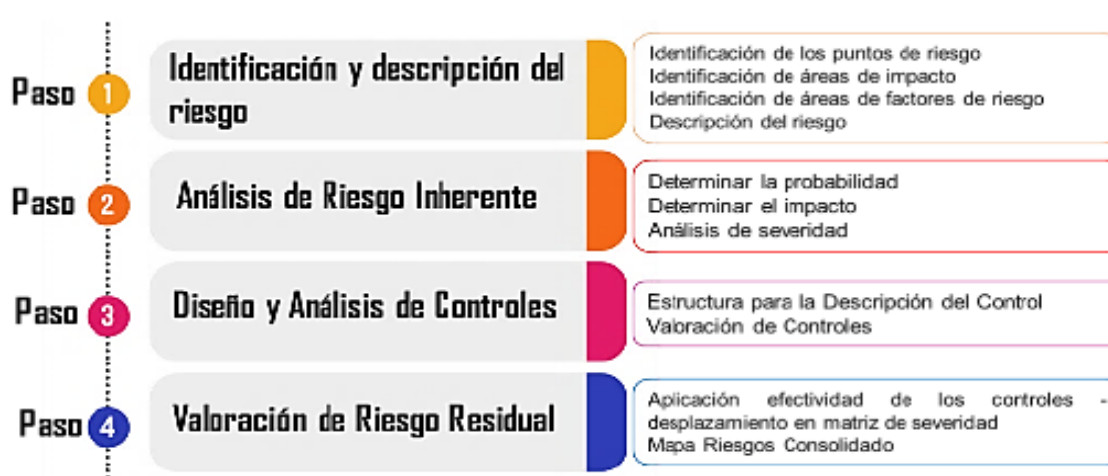 Paso 1
Identificación y descripción del
riesgo
Identificación de los puntos de riesgo
Identificación de áreas de impacto
Identificación de áreas de factores de riesgo
Descripción del riesgo
Paso 2
Análisis de Riesgo Inherente
Determinar la probabilidad
Determinar el impacto
Análisis de severidad
Paso 3
Diseño y Análisis de Controles
Estructura para la Descripción del Control
Valoración de Controles
Paso 4
Valoración de Riesgo Residual
Aplicación efectividad de los controles -
desplazamiento en matriz de severidad
Mapa Riesgos Consolidado